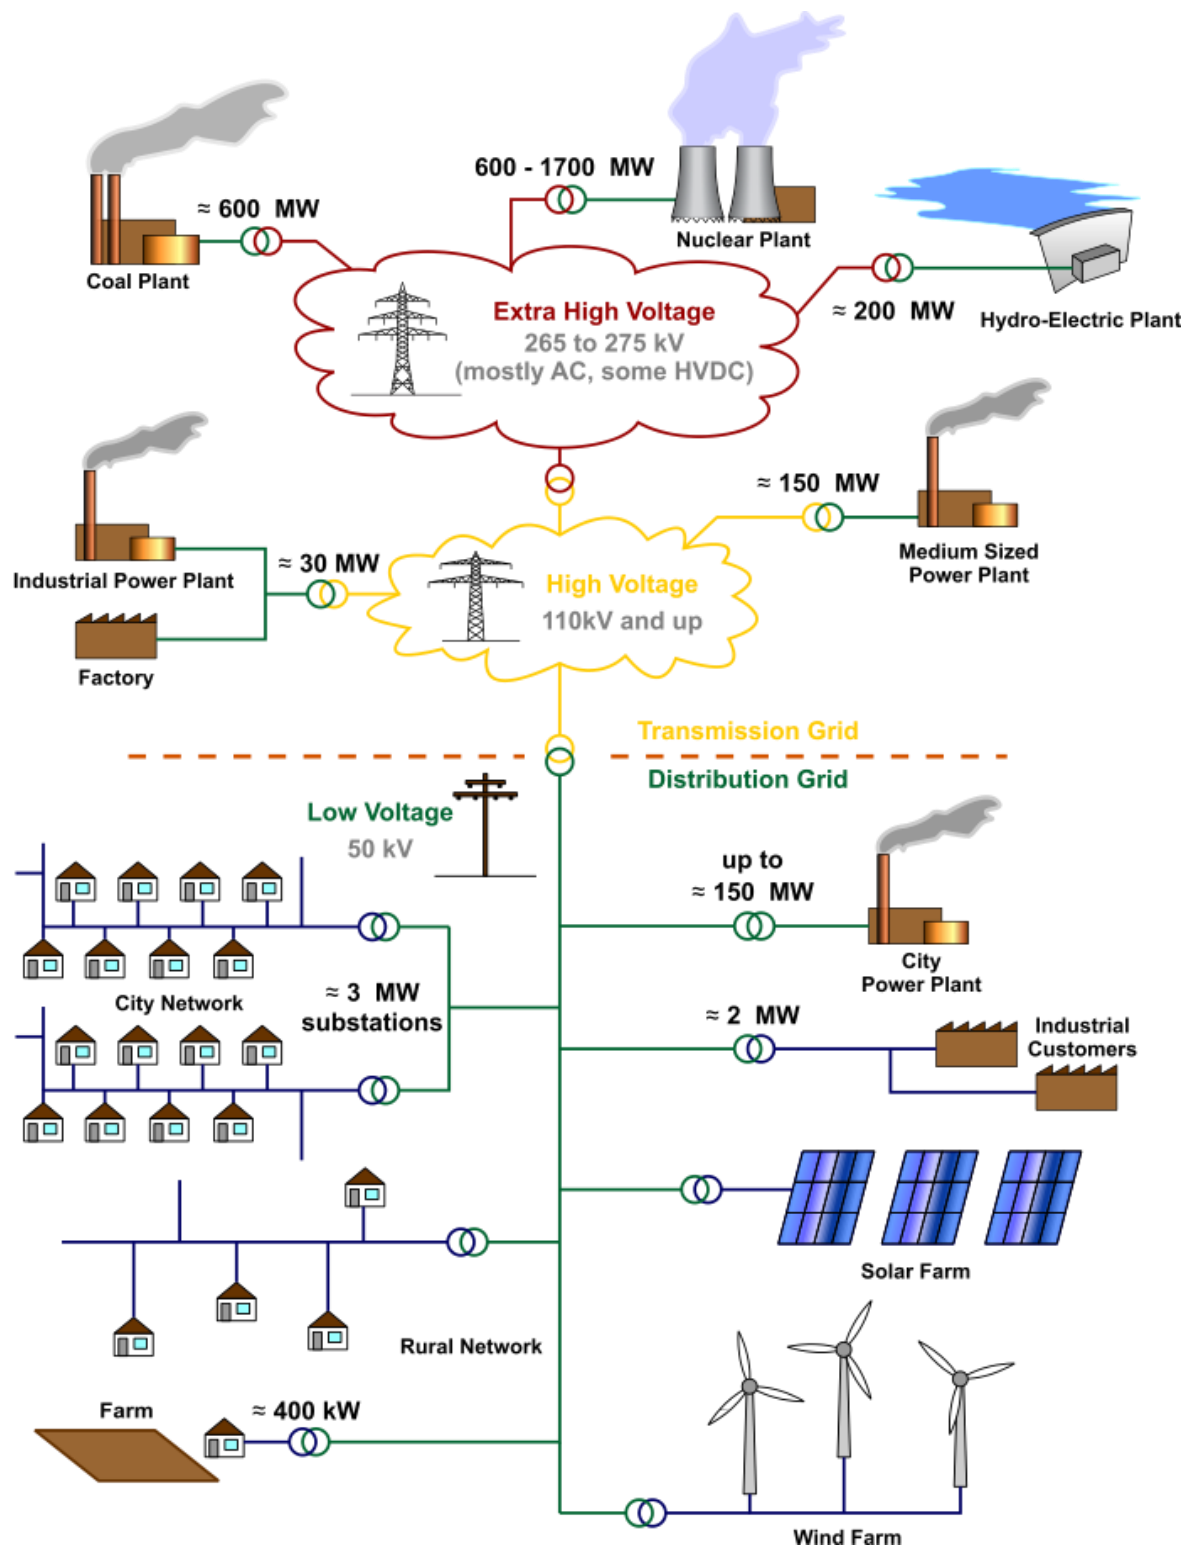 600 - 1700 MW
≈ 600 MW
Nuclear Plant
Coal Plant
≈ 200 MW
Hydro-Electric Plant
Extra High Voltage
265 to 275 kV
(mostly AC, some HVDC)
≈ 150 MW
Medium Sized
Power Plant
≈ 30 MW
Industrial Power Plant
Factory
High Voltage
110kV and up
Transmission Grid
Distribution Grid
Low Voltage
50 kV
up to
≈ 150 MW
City
Power Plant
City Network
≈ 3 MW
substations
≈ 2 MW
Industrial
Customers
Solar Farm
Rural Network
Farm
≈ 400 kW
Wind Farm